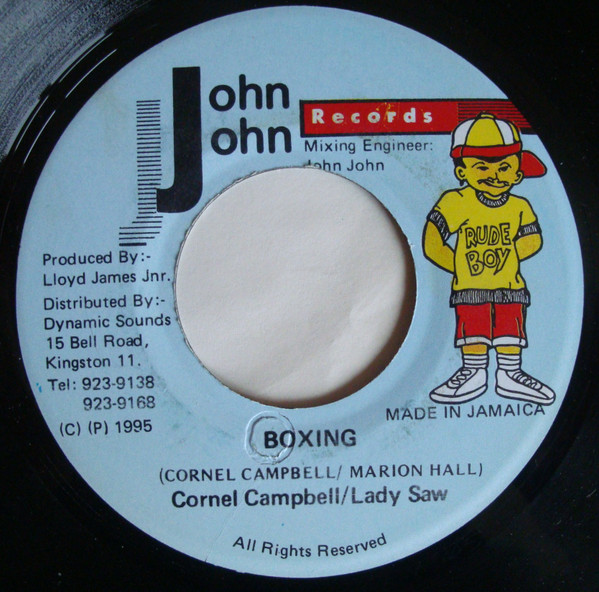 John
John
Records
Mixing Engineer:
John John
RUDE
BOY
Produced By:-
Lloyd James Jnr.
Distributed By:-
Dynamic Sounds
15 Bell Road,
Kingston 11.
Tel: 923-9138
923-9168
(C) (P) 1995
MADE IN JAMAICA
BOXING
(CORNEL CAMPBELL/ MARION HALL)
Cornel Campbell/Lady Saw
All Rights Reserved